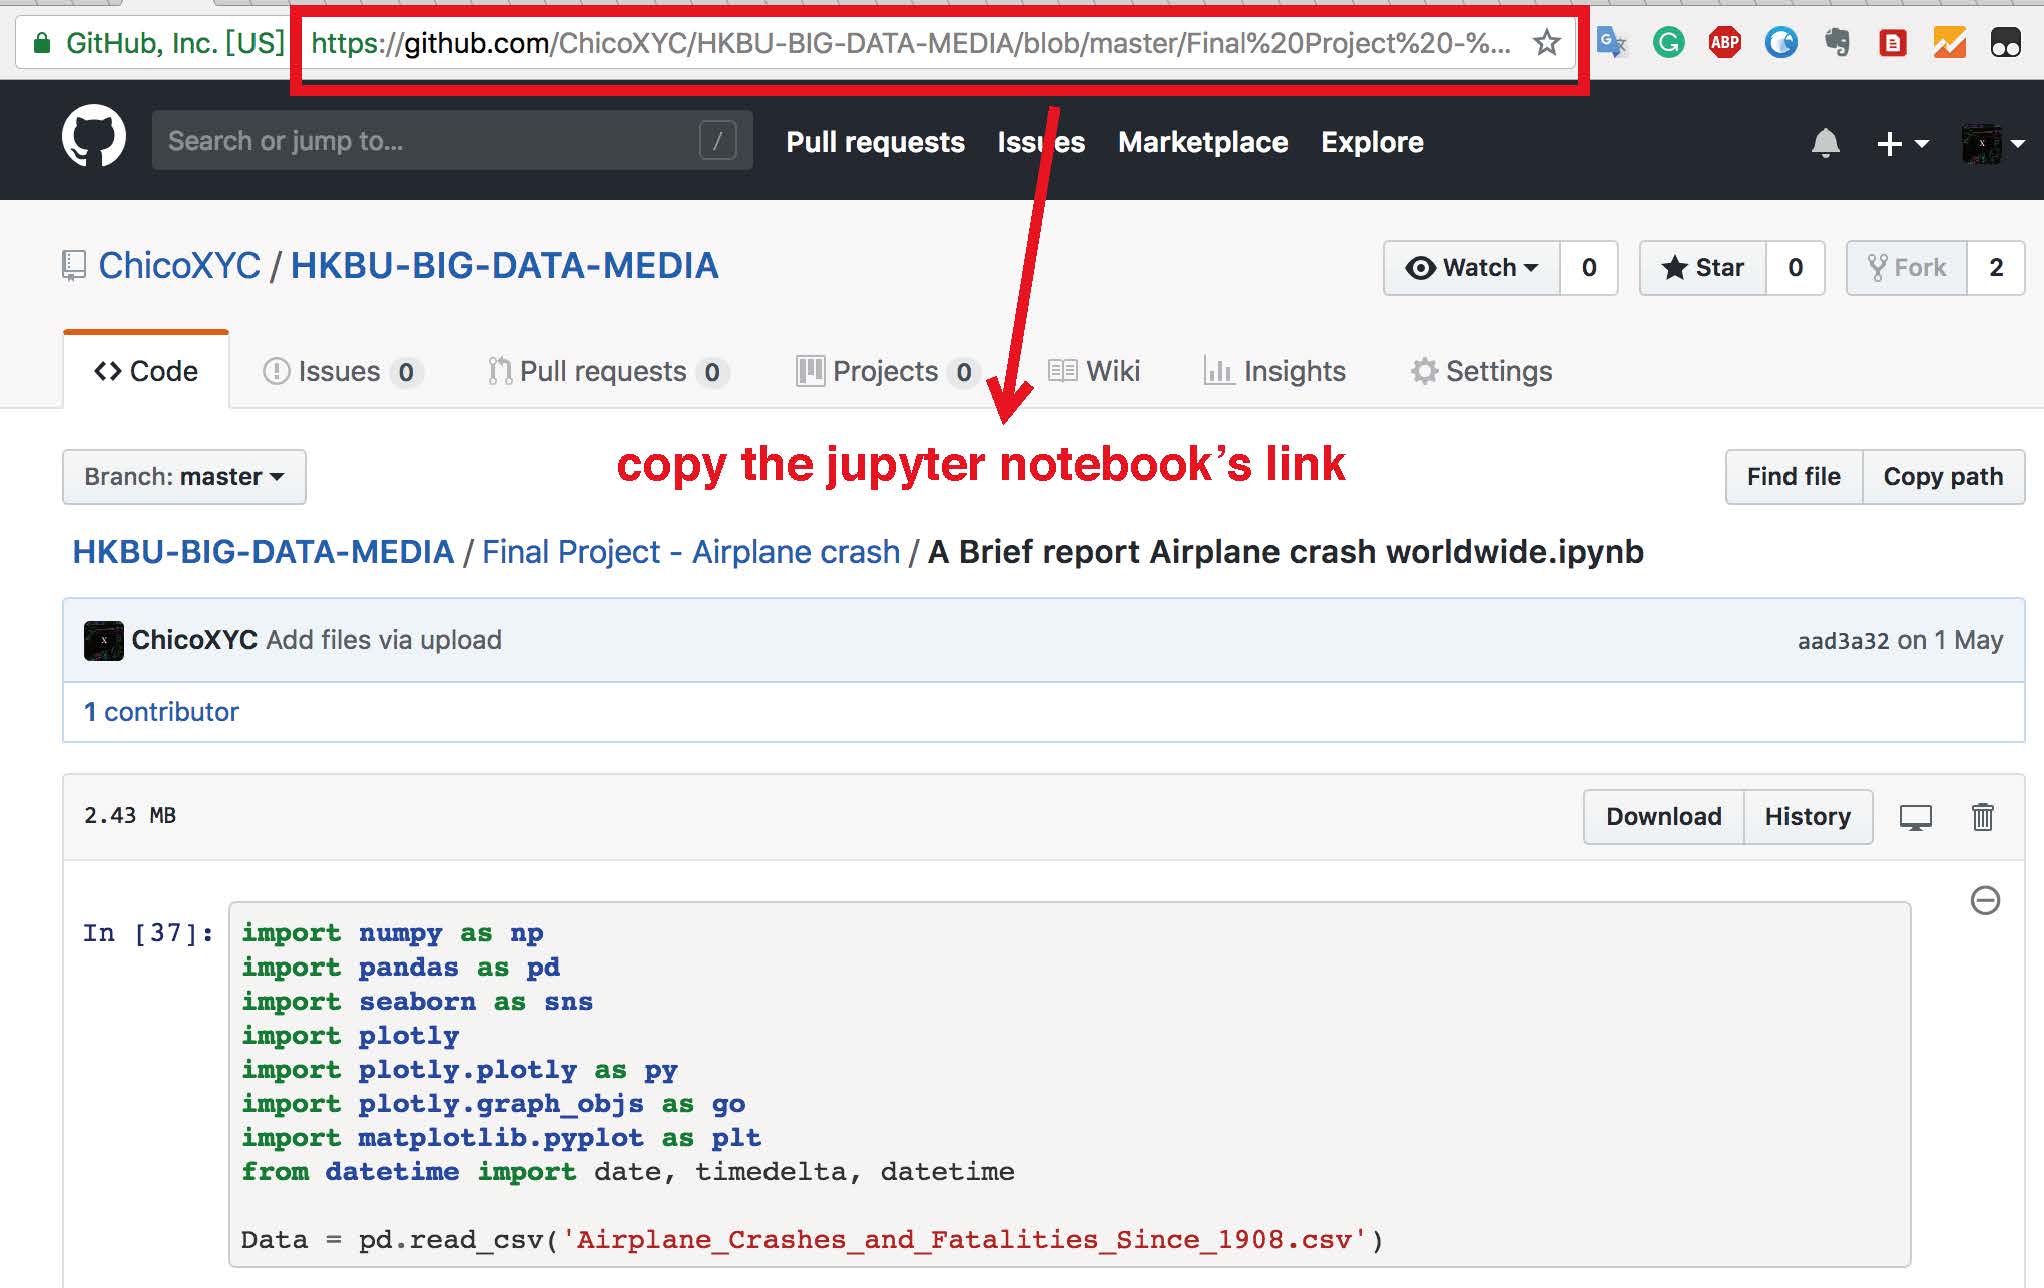 GitHub, Inc. [US] https://github.com/ChicoXYC/HKBU-BIG-DATA-MEDIA/blob/master/Final%20Project%20-%...
ABP
Search or jump to... / Pull requests Issues Marketplace Explore
ChicoXYC / HKBU-BIG-DATA-MEDIA Watch 0 Star 0 Fork 2
<> Code Issues 0 Pull requests 0 Projects 0 Wiki Insights Settings
copy the jupyter notebook’s link
Branch: master Find file Copy path
HKBU-BIG-DATA-MEDIA / Final Project - Airplane crash / A Brief report Airplane crash worldwide.ipynb
ChicoXYC Add files via upload aad3a32 on 1 May
1 contributor
2.43 MB Download History
In [37]: import numpy as np
import pandas as pd
import seaborn as sns
import plotly
import plotly.plotly as py
import plotly.graph_objs as go
import matplotlib.pyplot as plt
from datetime import date, timedelta, datetime
Data = pd.read_csv('Airplane_Crashes_and_Fatalities_Since_1908.csv')